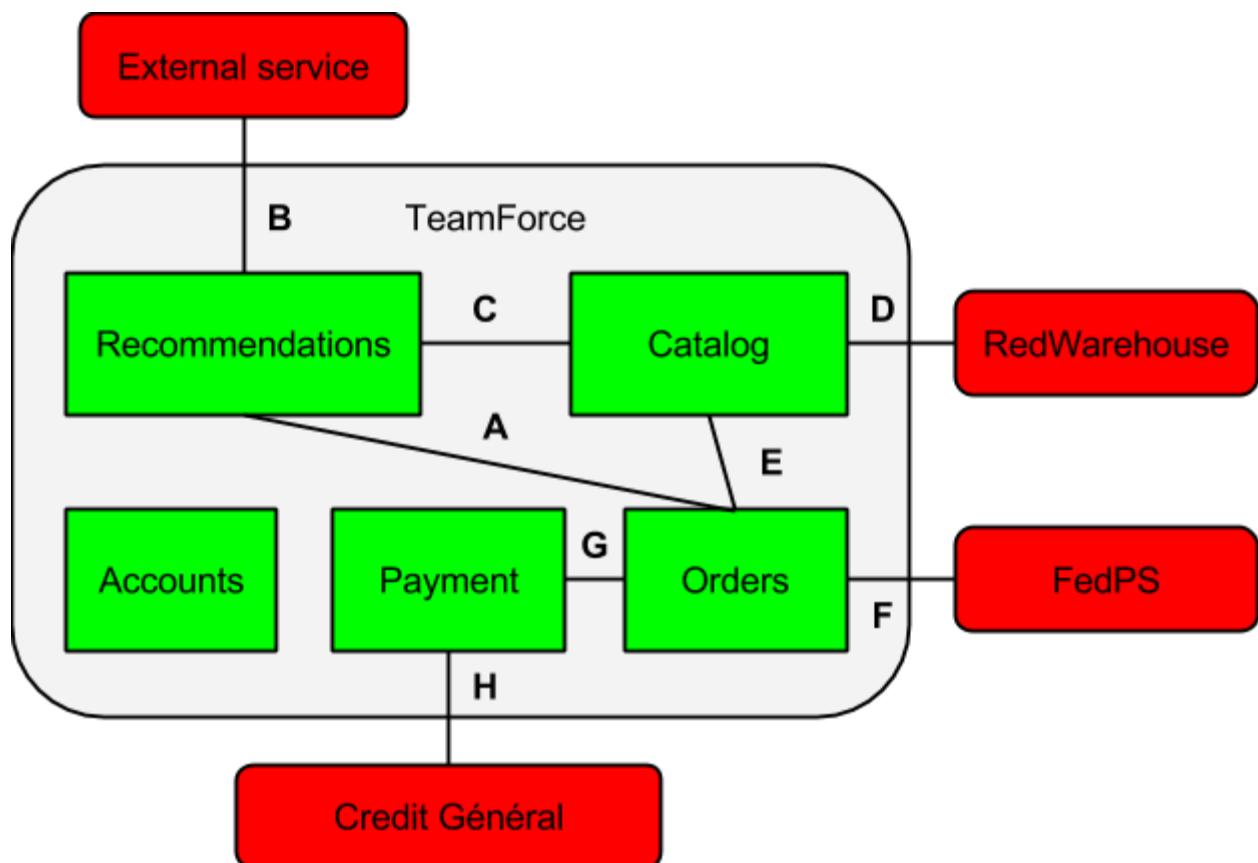 External service
B
TeamForce
Recommendations
C
Catalog
D
RedWarehouse
A
E
Accounts
Payment
G
Orders
F
FedPS
H
Credit Général